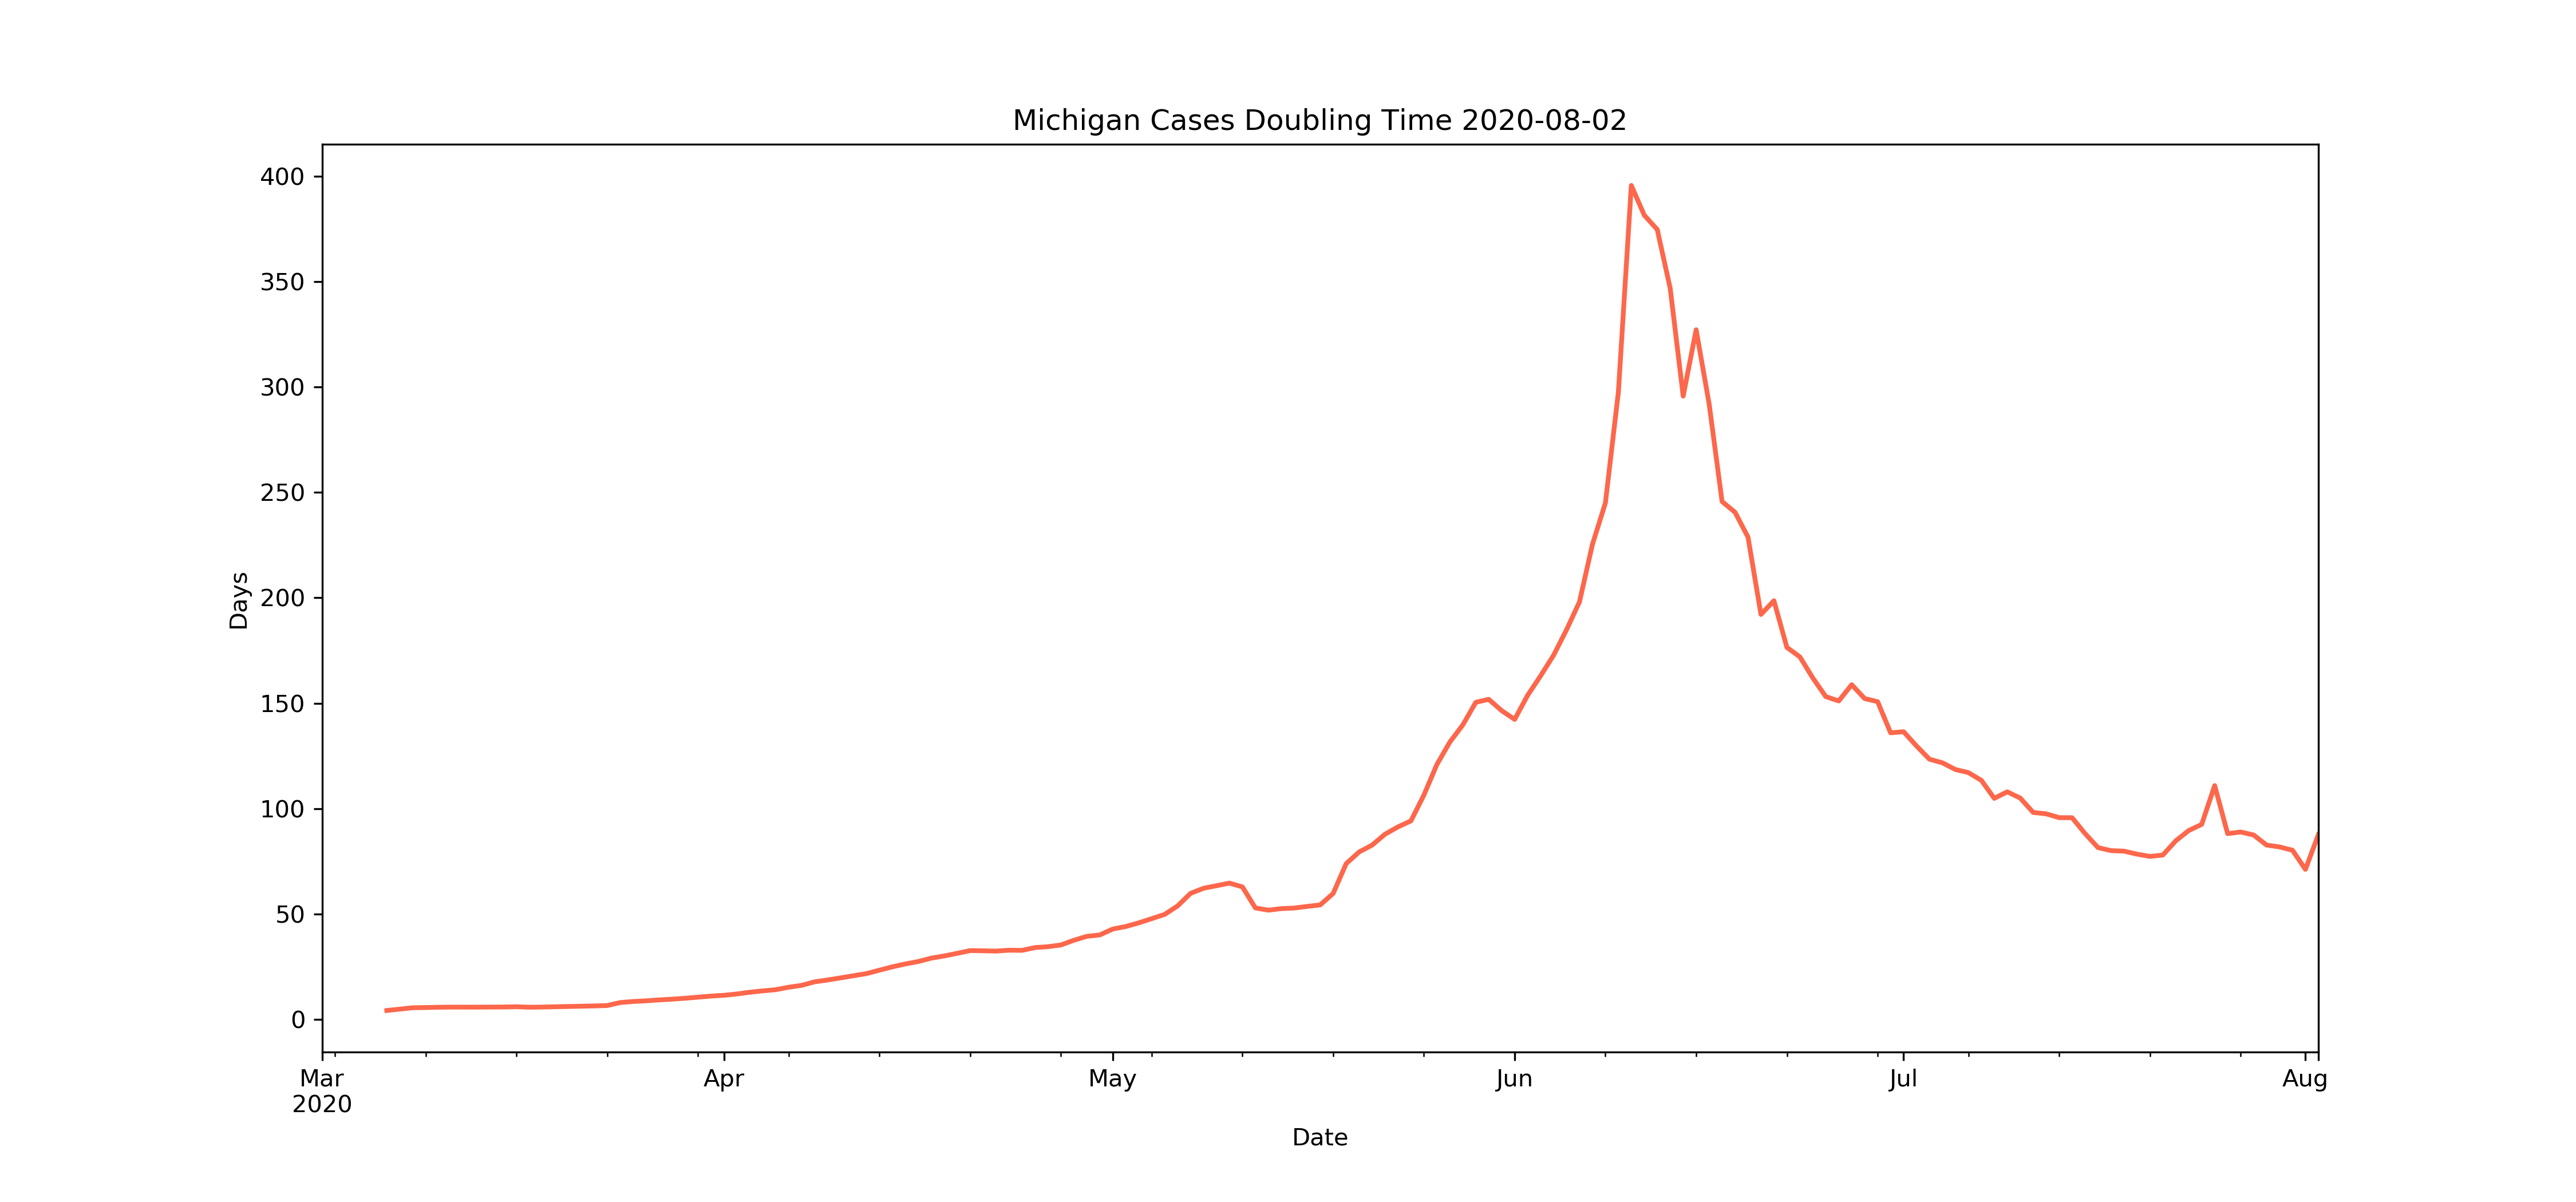 Michigan Cases Doubling Time 2020-08-02
400
350
300
250
200
150
100
50
0
Days
Mar Apr May Jun Jul Aug
2020
Date